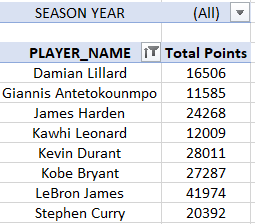 SEASON YEAR (All)
PLAYER_NAME Total Points
Damian Lillard 16506
Giannis Antetokounmpo 11585
James Harden 24268
Kawhi Leonard 12009
Kevin Durant 28011
Kobe Bryant 27287
LeBron James 41974
Stephen Curry 20392